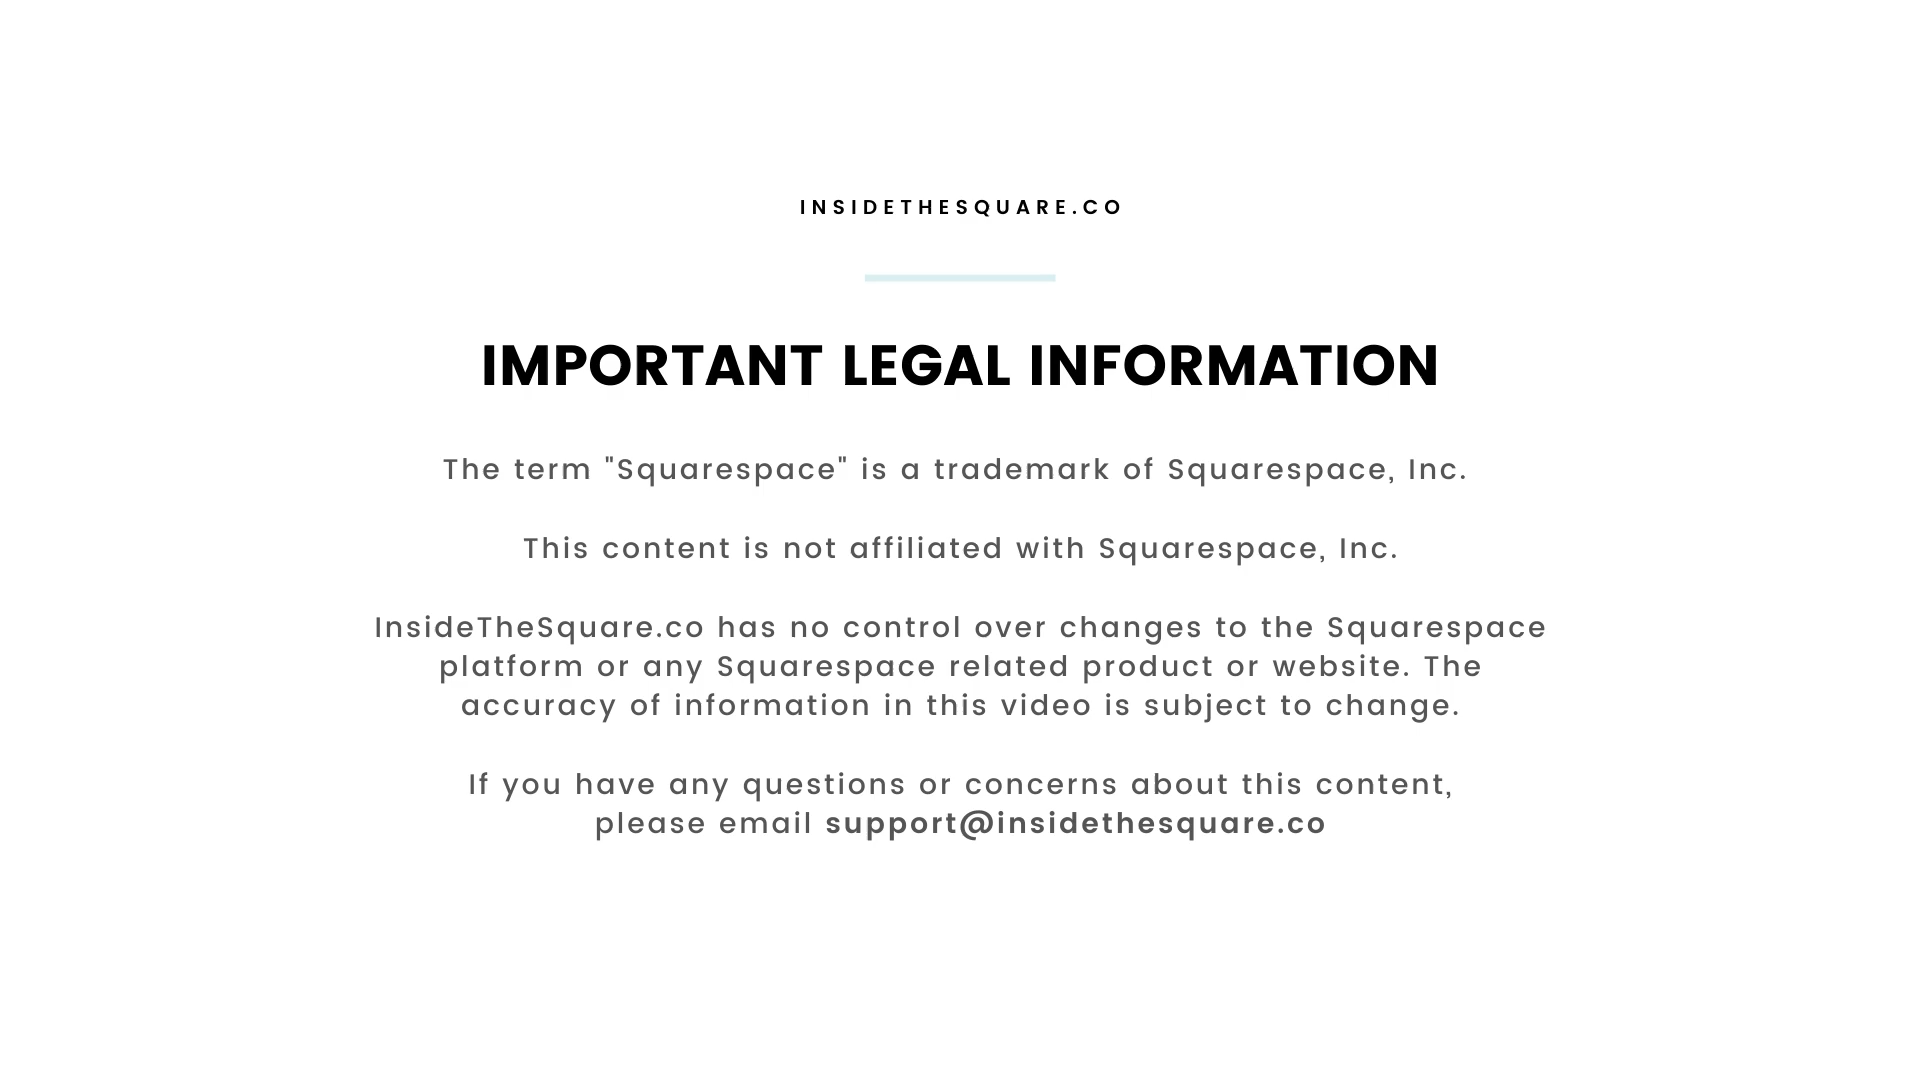 INSIDETHESQUARE.CO
IMPORTANT LEGAL INFORMATION
The term "Squarespace" is a trademark of Squarespace, Inc.
This content is not affiliated with Squarespace, Inc.
InsideTheSquare.co has no control over changes to the Squarespace
platform or any Squarespace related product or website. The
accuracy of information in this video is subject to change.
If you have any questions or concerns about this content,
please email support@insidethesquare.co